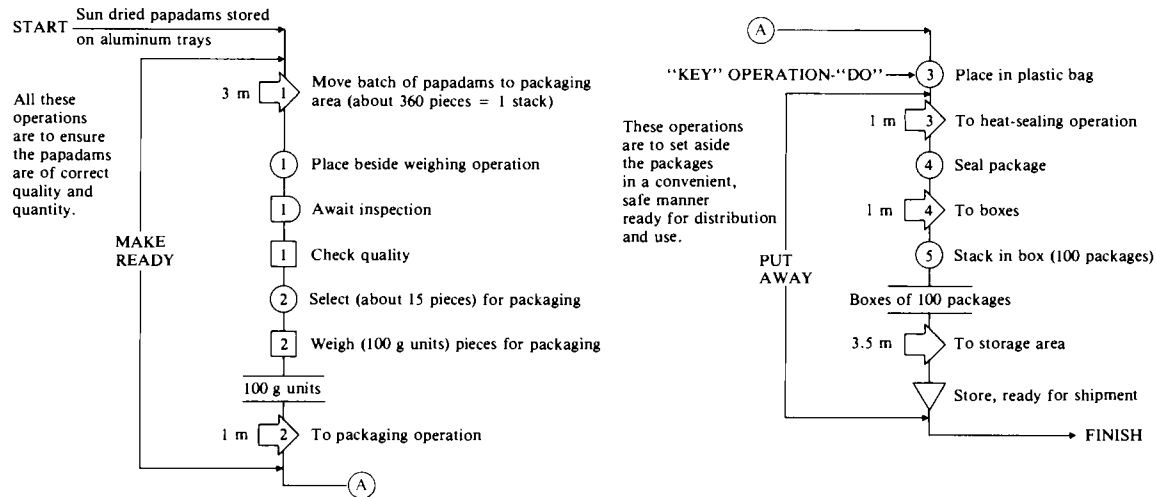 START
Sun dried papadams stored
on aluminum trays
All these
operations
are to ensure
the papadams
are of correct
quality and
quantity.
MAKE
READY
3 m
1
Move batch of papadams to packaging
area (about 360 pieces = 1 stack)
1
Place beside weighing operation
1
Await inspection
1
Check quality
2
Select (about 15 pieces) for packaging
2
Weigh (100 g units) pieces for packaging
100 g units
1 m
2
To packaging operation
A
A
"KEY" OPERATION-"DO"
3
Place in plastic bag
These operations
are to set aside
the packages
in a convenient,
safe manner
ready for distribution
and use.
PUT
AWAY
1 m
3
To heat-sealing operation
4
Seal package
1 m
4
To boxes
5
Stack in box (100 packages)
Boxes of 100 packages
3.5 m
To storage area
Store, ready for shipment
FINISH